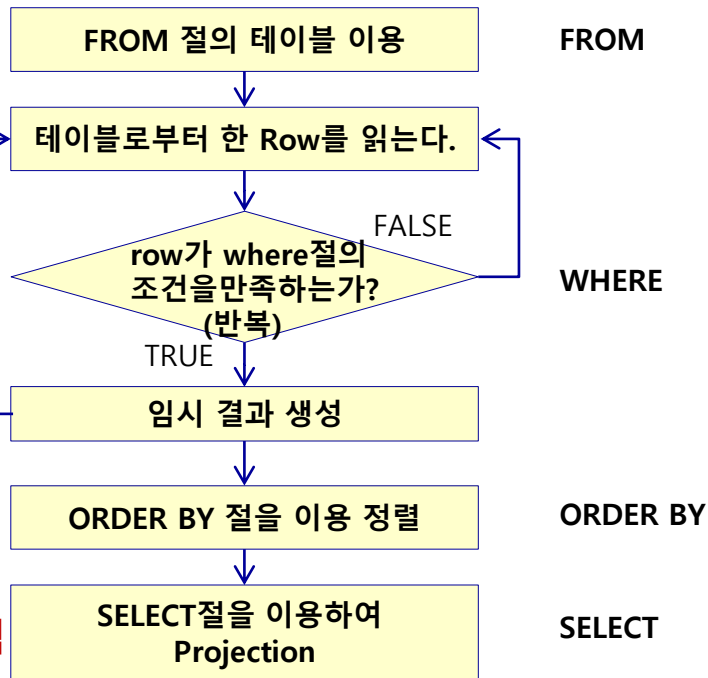 FROM 절의 테이블 이용
FROM
테이블로부터 한 Row를 읽는다.
FALSE
row가 where절의
조건을만족하는가?
(반복)
WHERE
TRUE
임시 결과 생성
ORDER BY 절을 이용 정렬
ORDER BY
SELECT절을 이용하여
Projection
SELECT